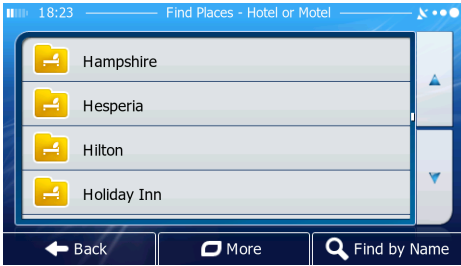 18:23 Find Places - Hotel or Motel
Hampshire
Hesperia
Hilton
Holiday Inn
Back More Find by Name